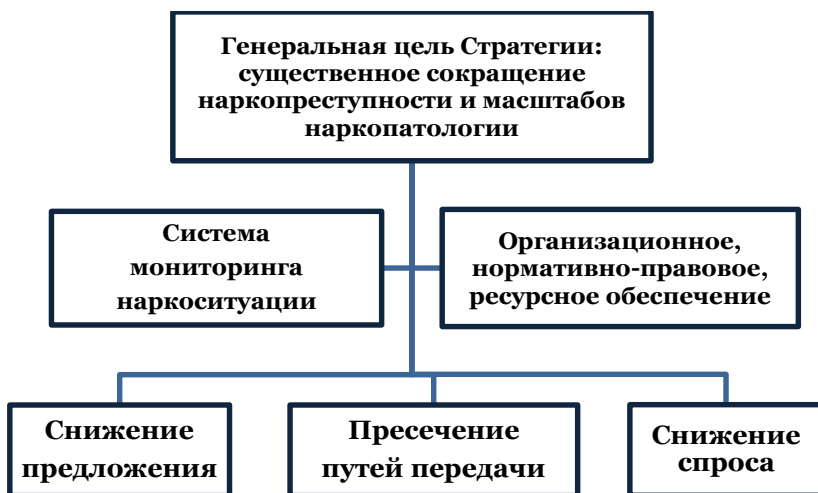 Генеральная цель Стратегии:
существенное сокращение
наркопреступности и масштабов
наркопатологии
Система
мониторинга
наркоситуации
Организационное,
нормативно-правовое,
ресурсное обеспечение
Снижение
предложения
Пресечение
путей передачи
Снижение
спроса